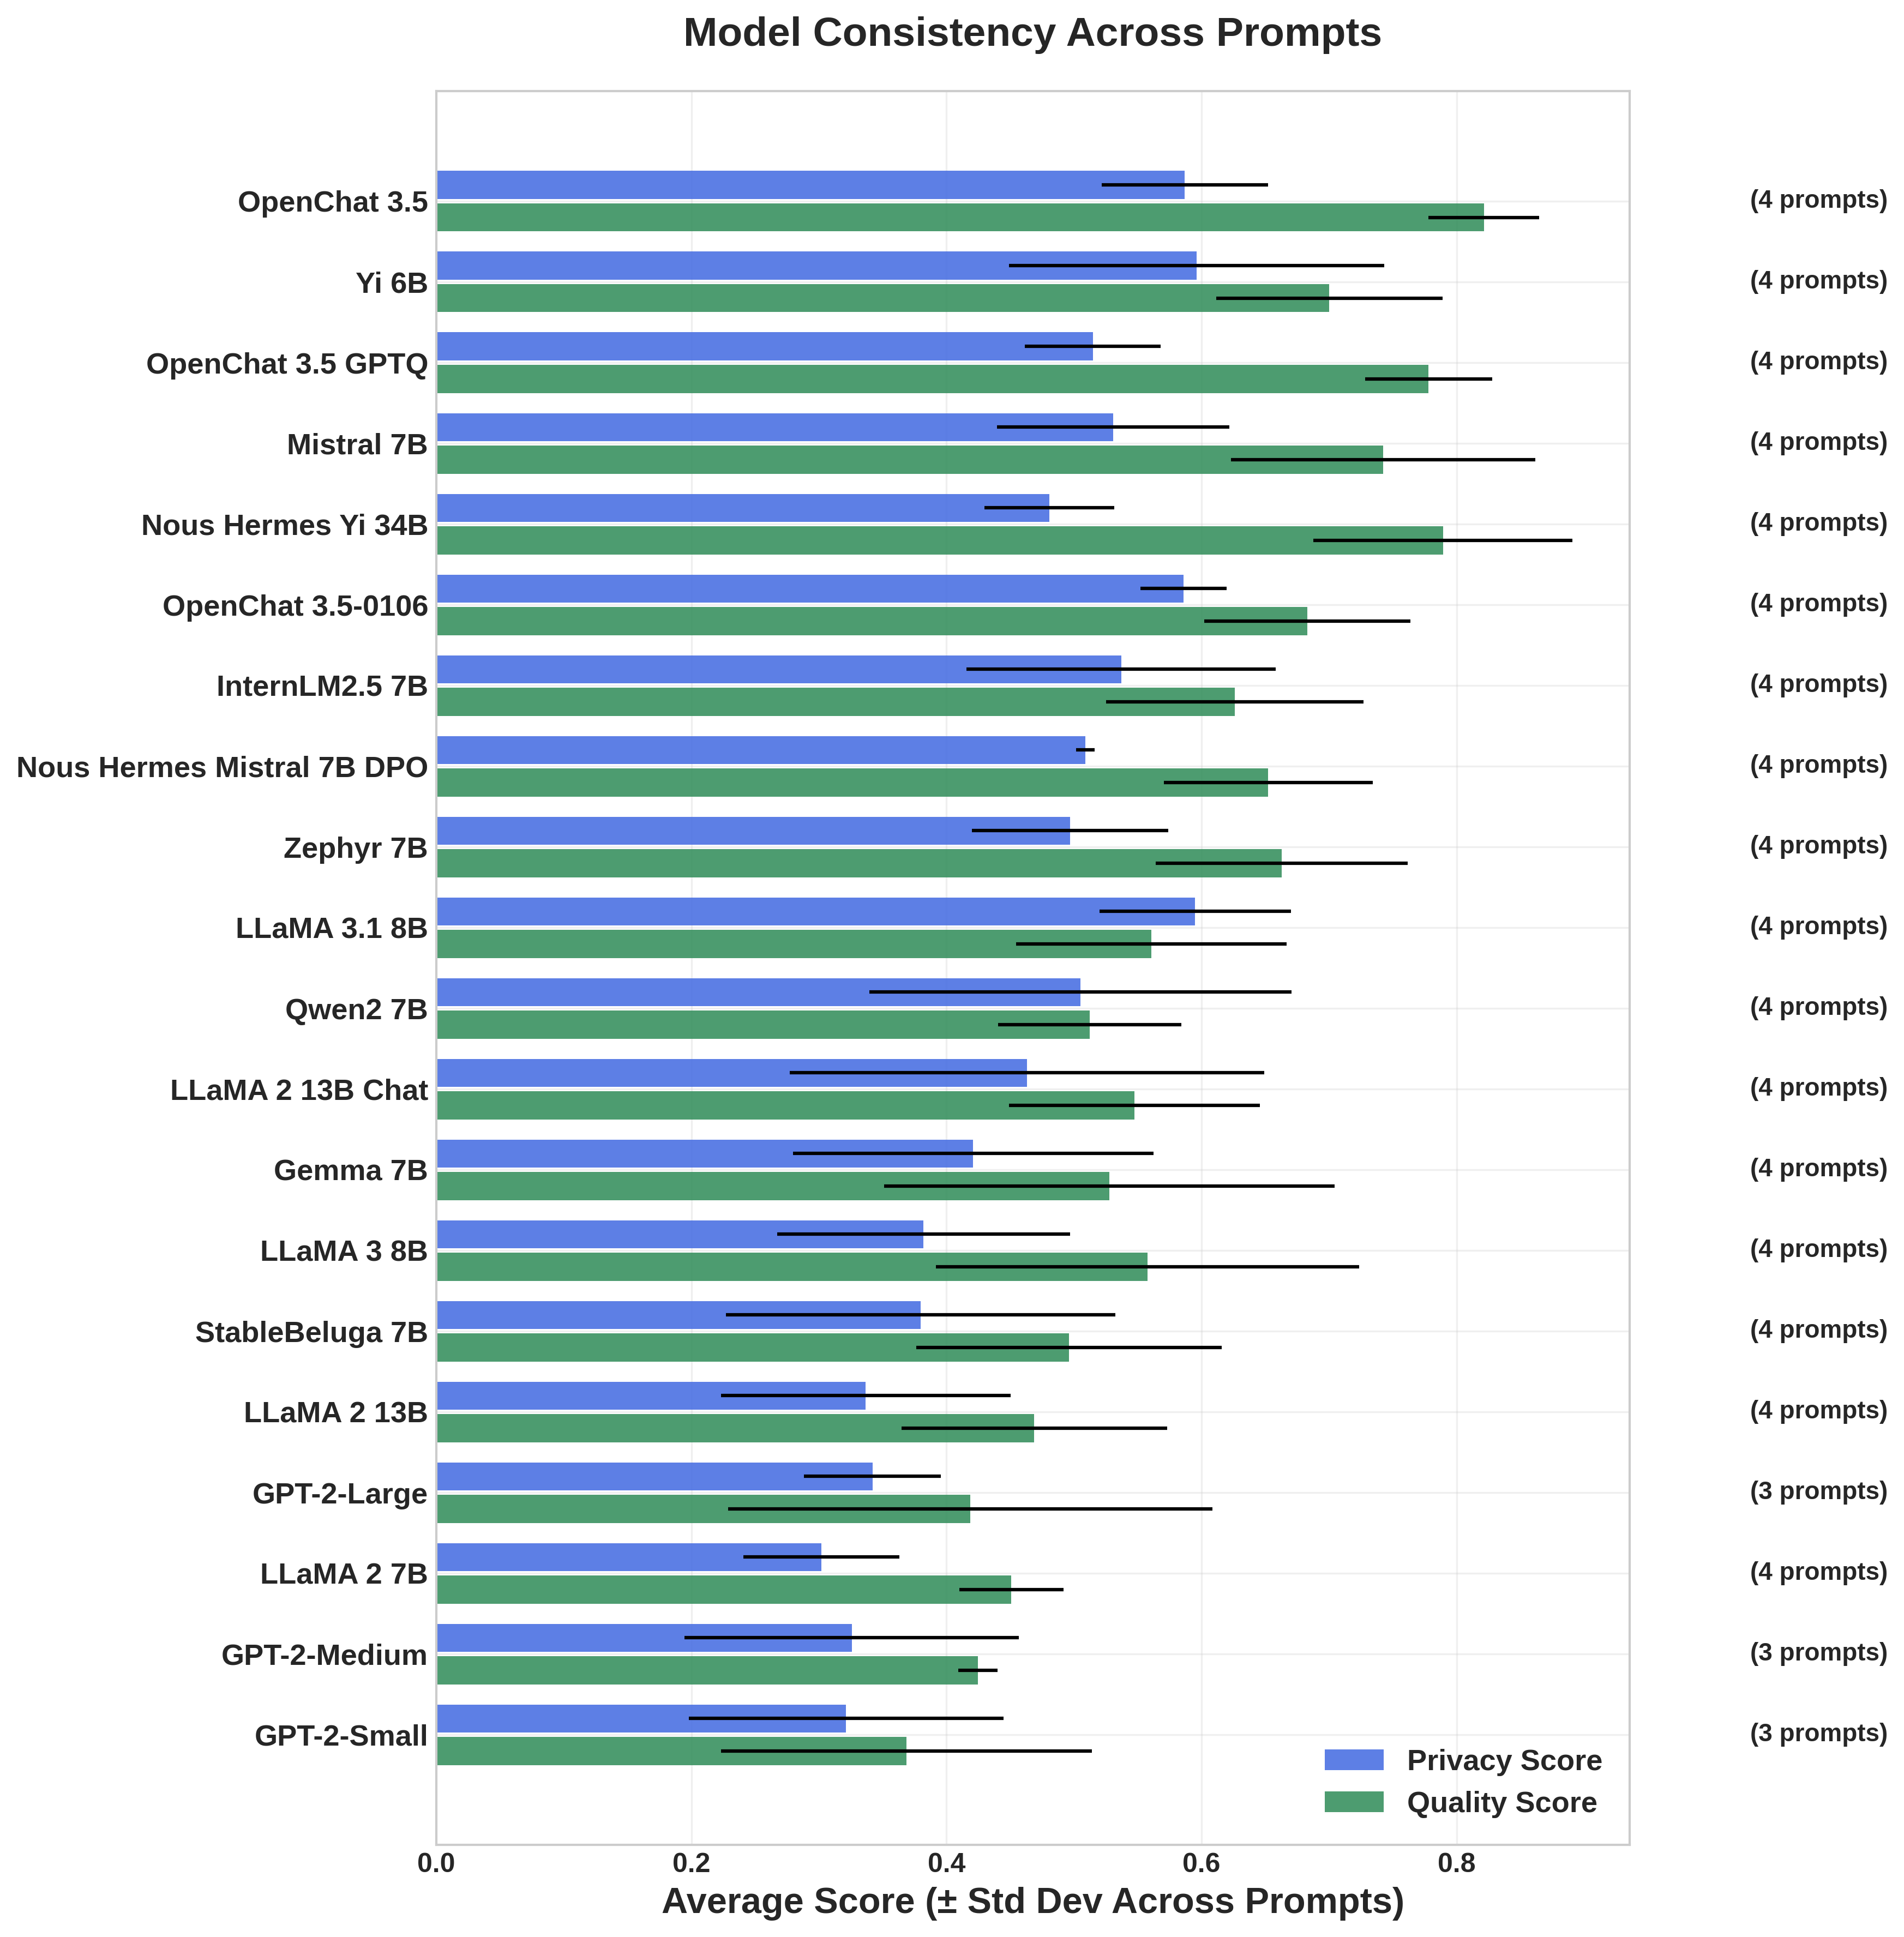 Model Consistency Across Prompts
OpenChat 3.5 (4 prompts)
Yi 6B (4 prompts)
OpenChat 3.5 GPTQ (4 prompts)
Mistral 7B (4 prompts)
Nous Hermes Yi 34B (4 prompts)
OpenChat 3.5-0106 (4 prompts)
InternLM2.5 7B (4 prompts)
Nous Hermes Mistral 7B DPO (4 prompts)
Zephyr 7B (4 prompts)
LLaMA 3.1 8B (4 prompts)
Qwen2 7B (4 prompts)
LLaMA 2 13B Chat (4 prompts)
Gemma 7B (4 prompts)
LLaMA 3 8B (4 prompts)
StableBeluga 7B (4 prompts)
LLaMA 2 13B (4 prompts)
GPT-2-Large (3 prompts)
LLaMA 2 7B (4 prompts)
GPT-2-Medium (3 prompts)
GPT-2-Small (3 prompts)
Privacy Score
Quality Score
0.0 0.2 0.4 0.6 0.8
Average Score (± Std Dev Across Prompts)